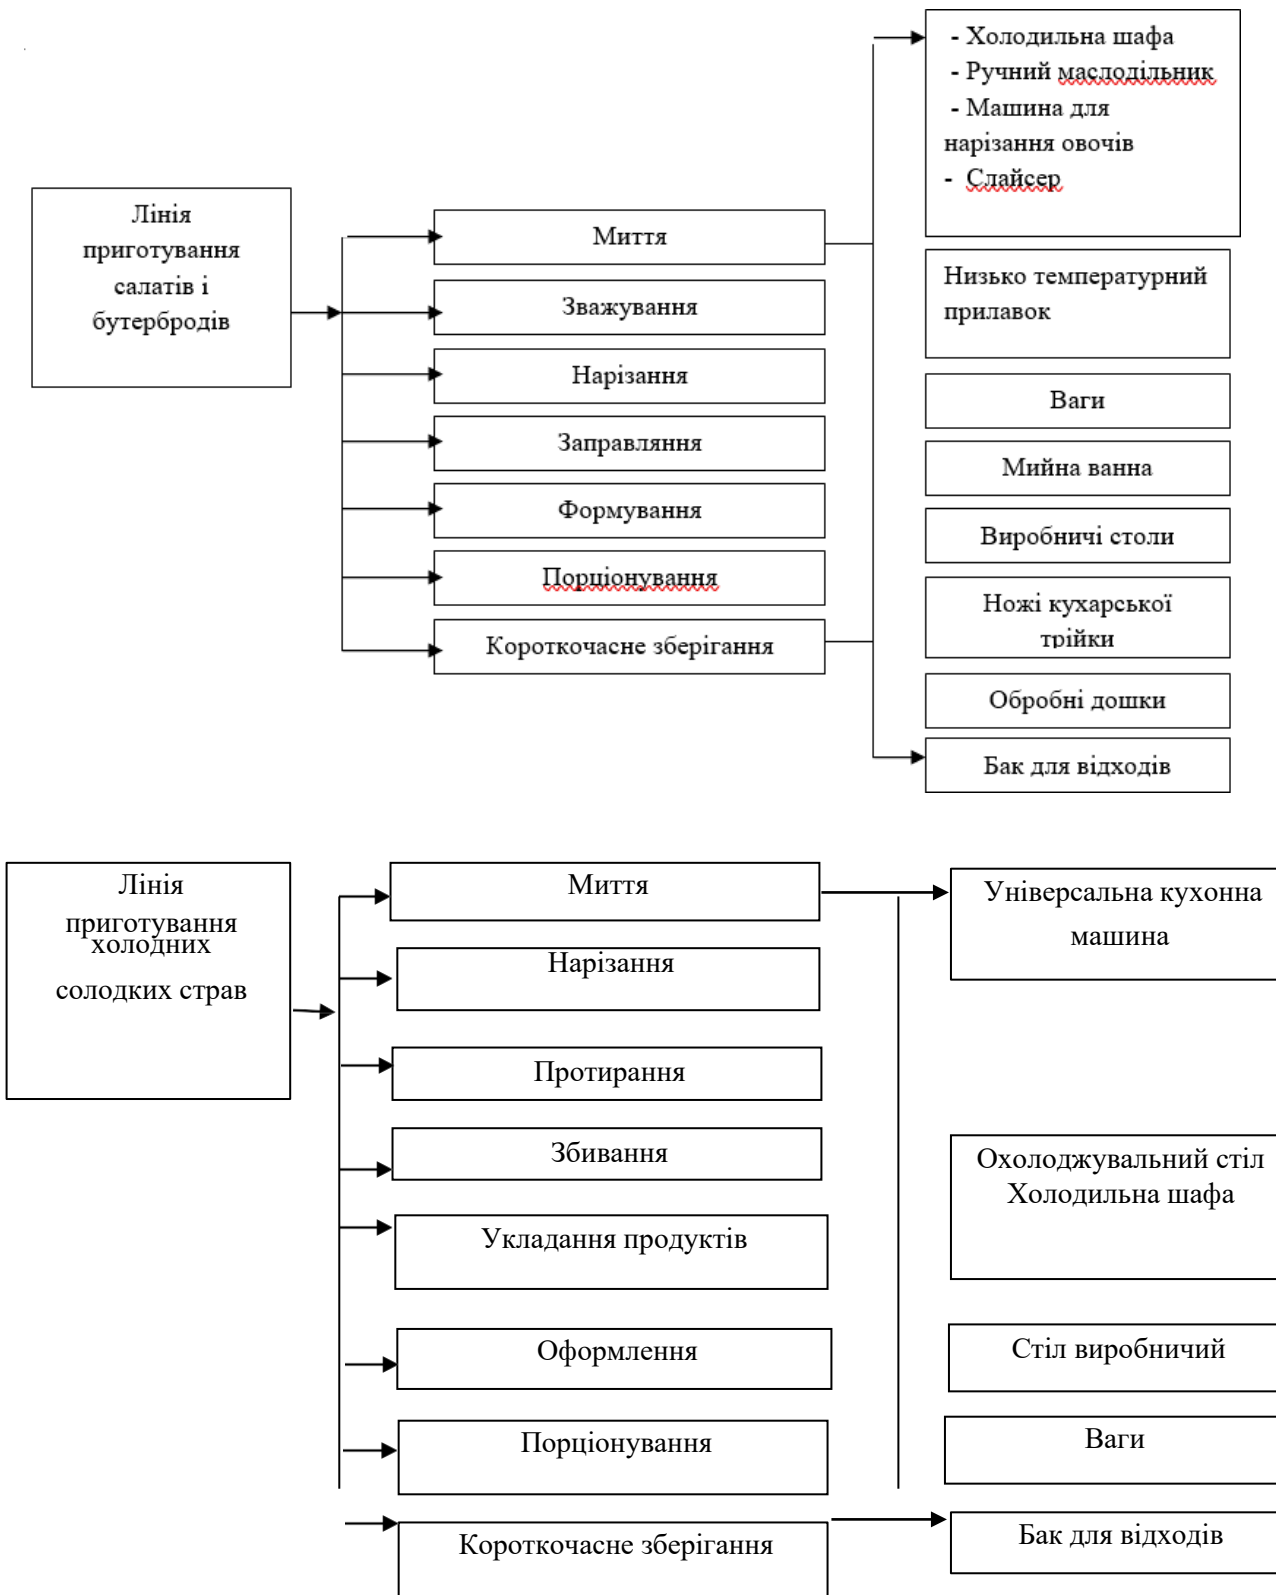 Лінія
приготування
салатів і
бутербродів
Миття
Зважування
Нарізання
Заправляння
Формування
Порціонування
Короткочасне зберігання
- Холодильна шафа
- Ручний маслодільник
- Машина для
нарізання овочів
- Слайсер
Низько температурний
прилавок
Ваги
Мийна ванна
Виробничі столи
Ножі кухарської
трійки
Обробні дошки
Бак для відходів
Лінія
приготування
холодних
солодких страв
Миття
Нарізання
Протирання
Збивання
Укладання продуктів
Оформлення
Порціонування
Короткочасне зберігання
Універсальна кухонна
машина
Охолоджувальний стіл
Холодильна шафа
Стіл виробничий
Ваги
Бак для відходів